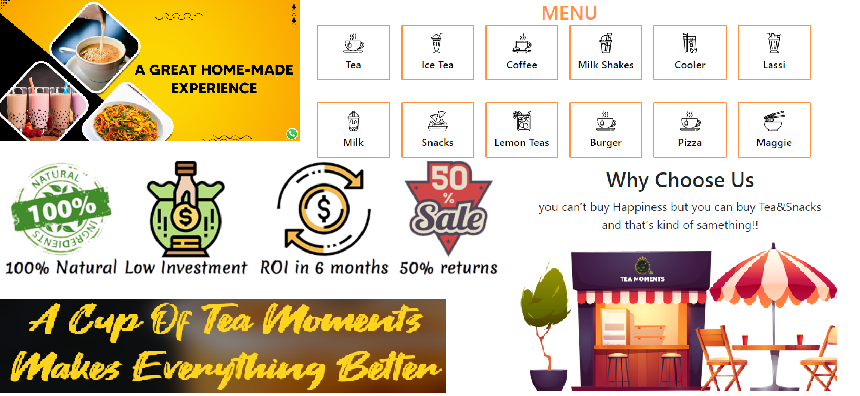 A GREAT HOME-MADE
EXPERIENCE
MENU
Tea
Ice Tea
Coffee
Milk Shakes
Cooler
Lassi
Milk
Snacks
Lemon Teas
Burger
Pizza
Maggie
NATURAL
100%
INGREDIENTS
50
%
Sale
100% Natural
Low Investment
ROI in 6 months
50% returns
Why Choose Us
you can't buy Happiness but you can buy Tea&Snacks
and that's kind of samething!!
TEA MOMENTS
A Cup Of Tea Moments
Makes Everything Better